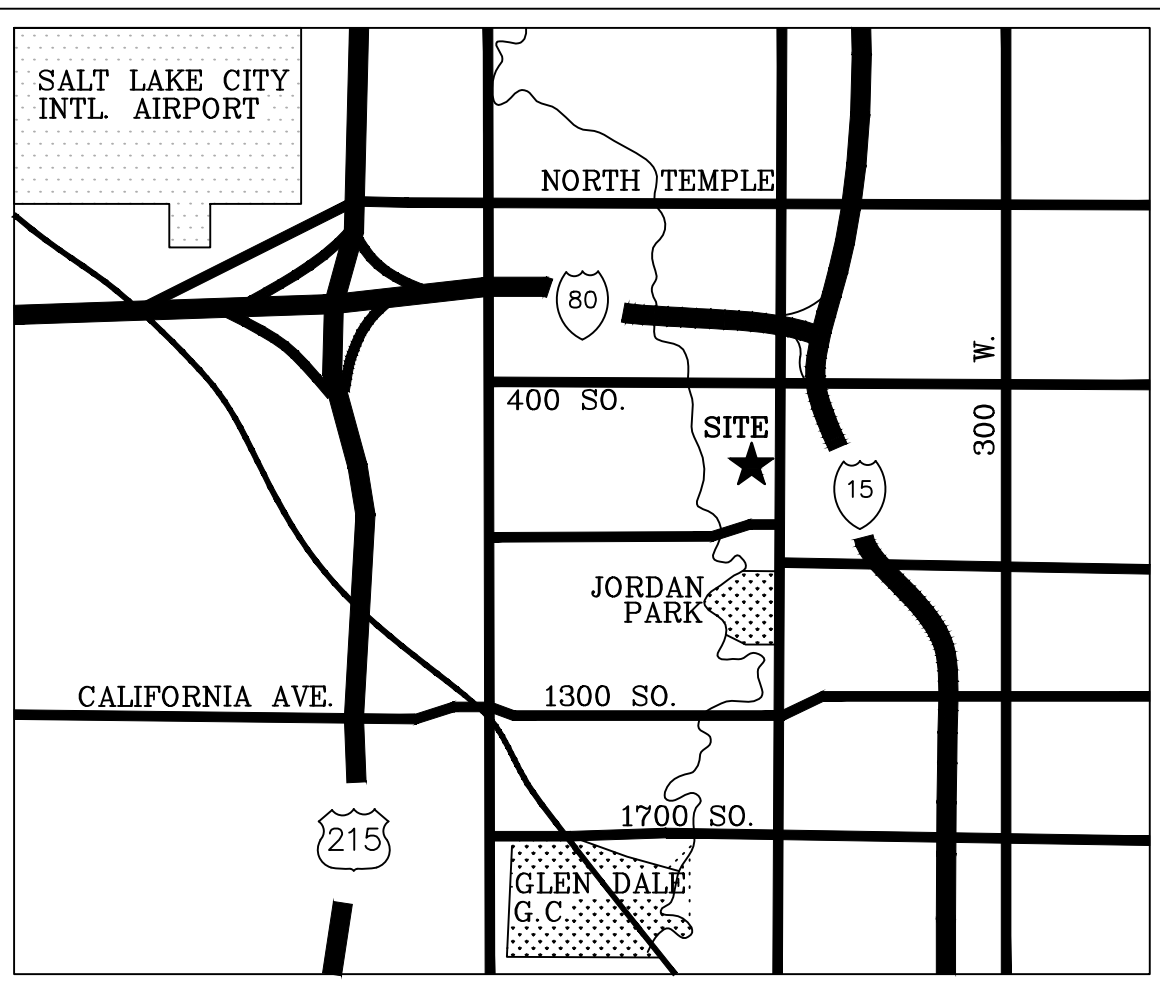 SALT LAKE CITY
INTL. AIRPORT
NORTH TEMPLE
80
300 W.
400 SO.
SITE
15
JORDAN
PARK
CALIFORNIA AVE.
1300 SO.
1700 SO.
215
GLEN DALE
G.C.